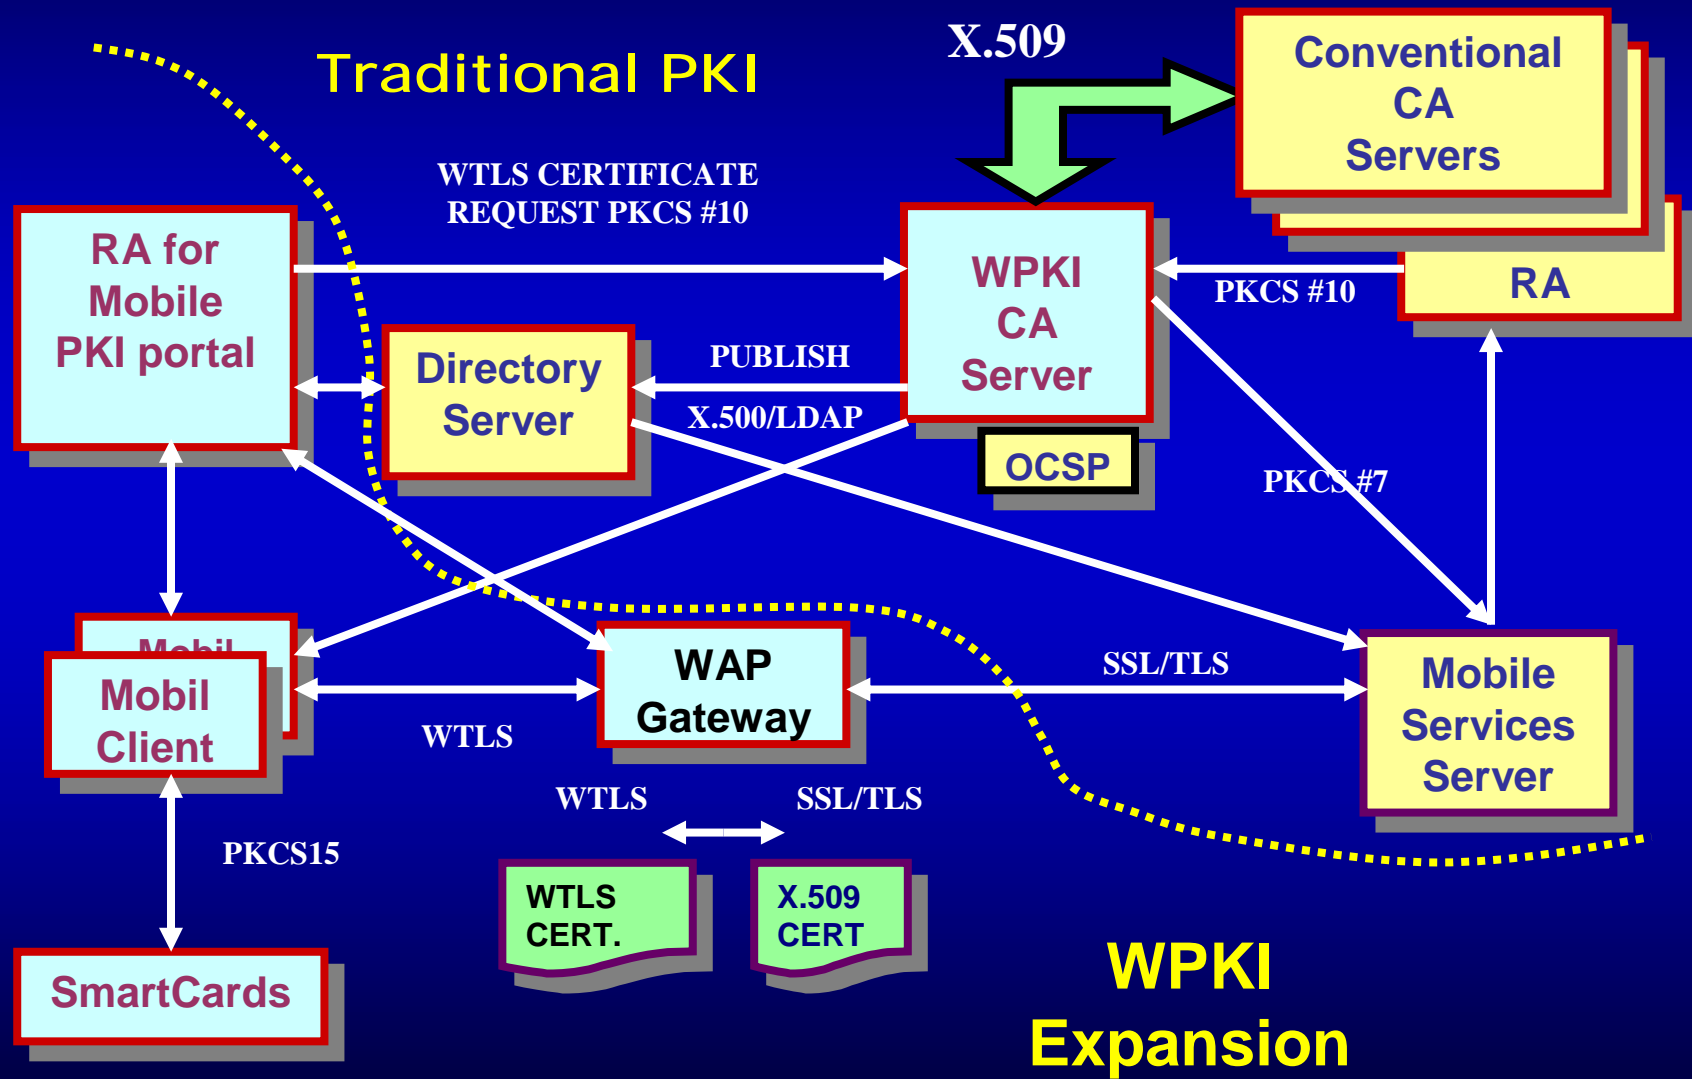 Traditional PKI
X.509
Conventional
CA
Servers
WTLS CERTIFICATE
REQUEST PKCS #10
RA for
Mobile
PKI portal
WPKI
CA
Server
PKCS #10
RA
Directory
Server
PUBLISH
X.500/LDAP
OCSP
PKCS #7
Mobil
Mobil
Client
WTLS
WAP
Gateway
SSL/TLS
Mobile
Services
Server
WTLS
SSL/TLS
PKCS15
WTLS
CERT.
X.509
CERT
SmartCards
WPKI
Expansion